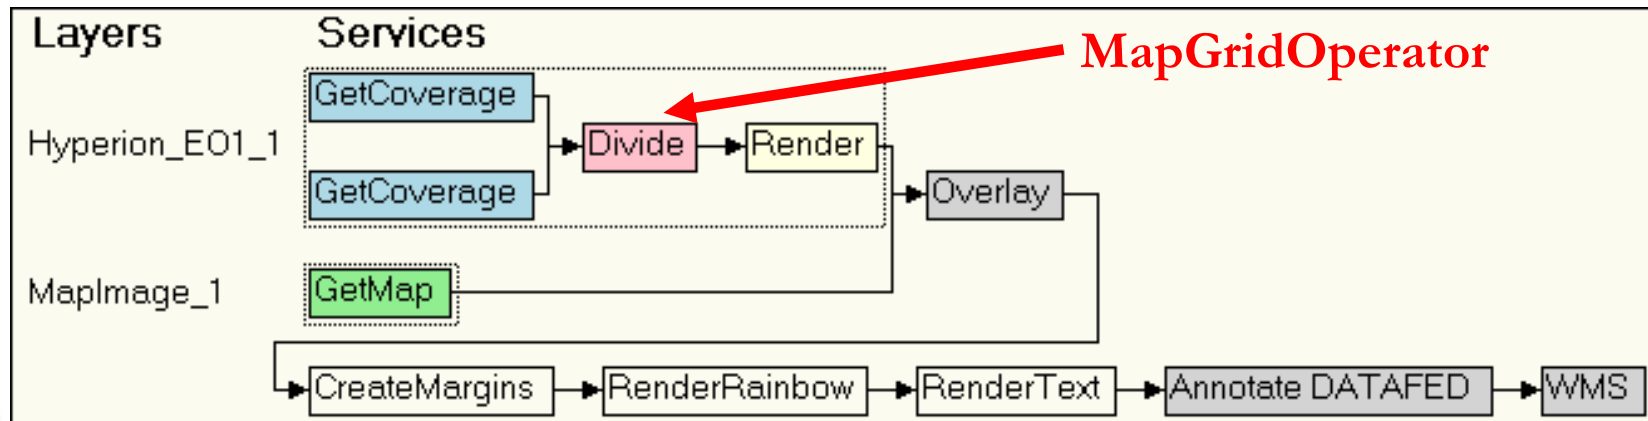 Layers Services
MapGridOperator
GetCoverage
Hyperion_EO1_1 Divide Render
GetCoverage Overlay
MapImage_1 GetMap
CreateMargins RenderRainbow RenderText Annotate DATAFED WMS